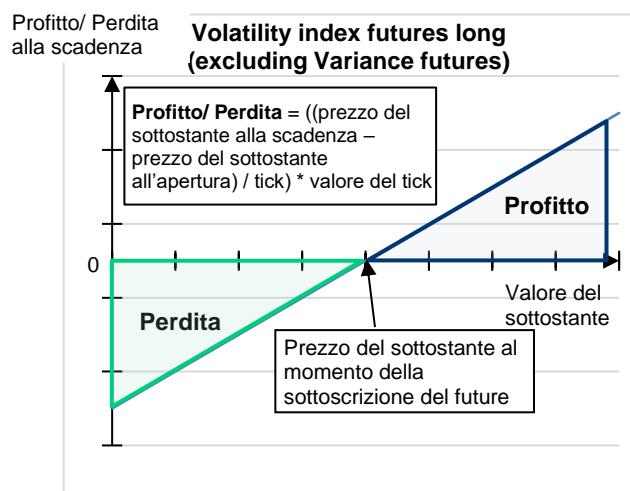 Profitto/ Perdita
alla scadenza
Volatility index futures long
(excluding Variance futures)
Profitto/ Perdita = ((prezzo del
sottostante alla scadenza –
prezzo del sottostante
all'apertura) / tick) * valore del tick
Profitto
0
Valore del
sottostante
Perdita
Prezzo del sottostante al
momento della
sottoscrizione del future